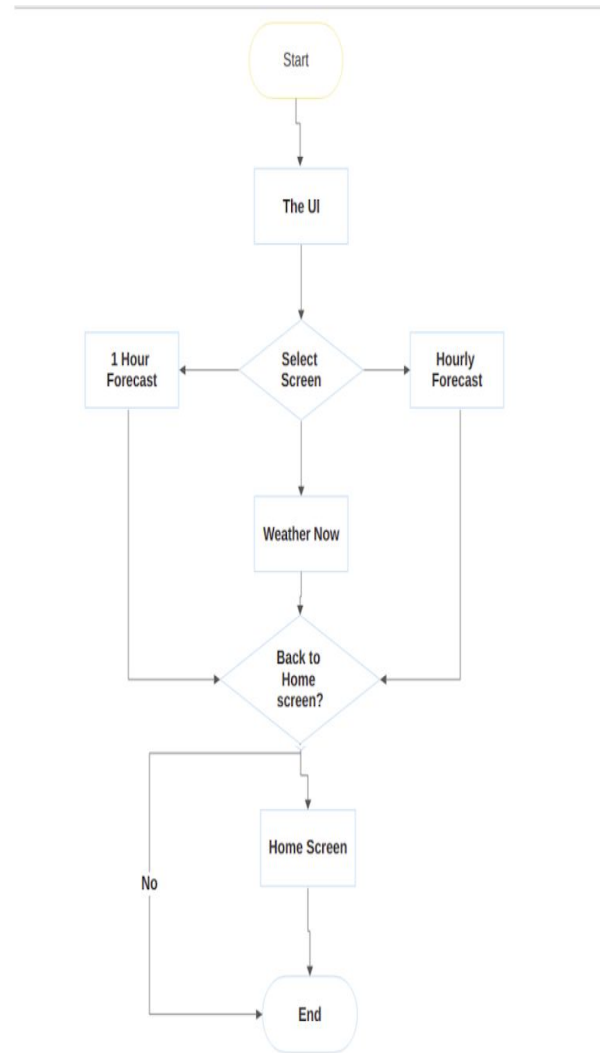 Start
The UI
1 Hour
Forecast
Select
Screen
Hourly
Forecast
Weather Now
Back to
Home
screen?
Home Screen
No
End